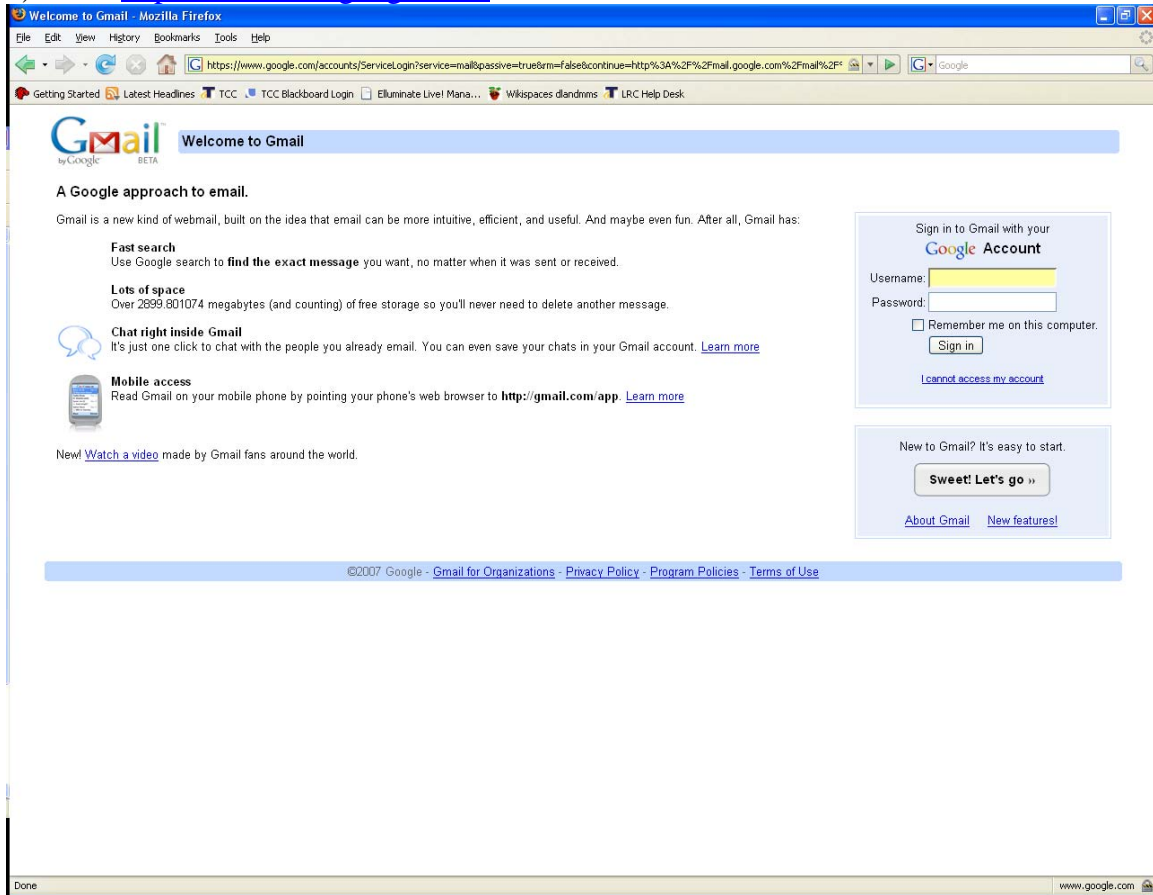 Welcome to Gmail - Mozilla Firefox
File Edit View History Bookmarks Tools Help
https://www.google.com/accounts/ServiceLogin?service=mail&passive=true&rm=false&continue=http%3A%2F%2Fmail.google.com%2Fmail%2F
Google
Getting Started Latest Headlines TCC TCC Blackboard Login Elluminate Live! Mana... Wikispaces dlandmms LRC Help Desk
Gmail
by Google BETA
Welcome to Gmail
A Google approach to email.
Gmail is a new kind of webmail, built on the idea that email can be more intuitive, efficient, and useful. And maybe even fun. After all, Gmail has:
Fast search
Use Google search to find the exact message you want, no matter when it was sent or received.
Lots of space
Over 2899.801074 megabytes (and counting) of free storage so you'll never need to delete another message.
Chat right inside Gmail
It's just one click to chat with the people you already email. You can even save your chats in your Gmail account. Learn more
Mobile access
Read Gmail on your mobile phone by pointing your phone's web browser to http://gmail.com/app. Learn more
New! Watch a video made by Gmail fans around the world.
Sign in to Gmail with your
Google Account
Username:
Password:
Remember me on this computer.
Sign in
I cannot access my account
New to Gmail? It's easy to start.
Sweet! Let's go »
About Gmail New features!
©2007 Google - Gmail for Organizations - Privacy Policy - Program Policies - Terms of Use
Done
www.google.com